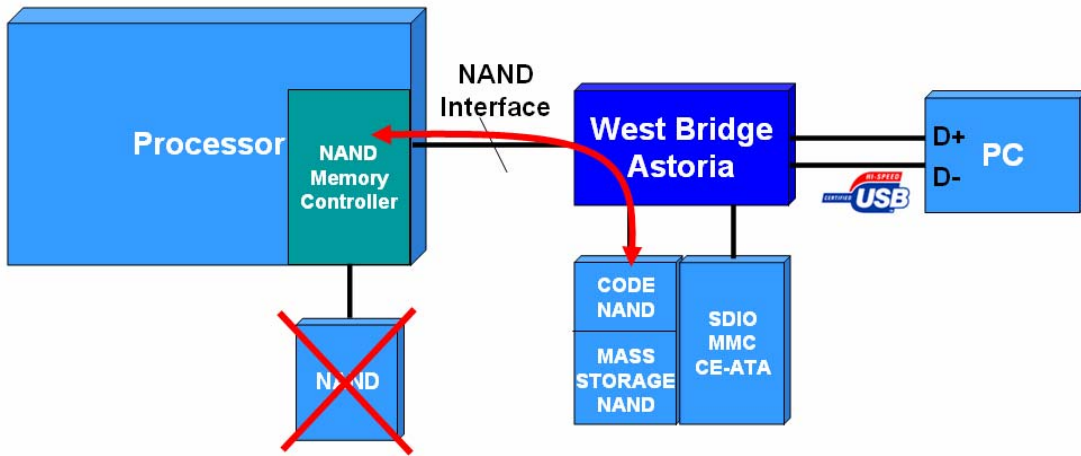 NAND
Interface
Processor
NAND
Memory
Controller
West Bridge
Astoria
D+
D-
PC
HI-SPEED
CERTIFIED
USB
NAND
CODE
NAND
MASS
STORAGE
NAND
SDIO
MMC
CE-ATA